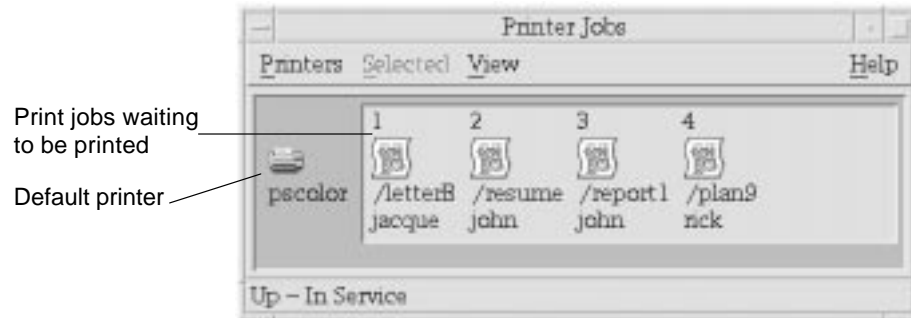 Printer Jobs
Printers Selected View Help
Print jobs waiting
to be printed
Default printer
1 2 3 4
pscolor
/letterB /resume /report1 /plan9
jacque john john rick
Up – In Service